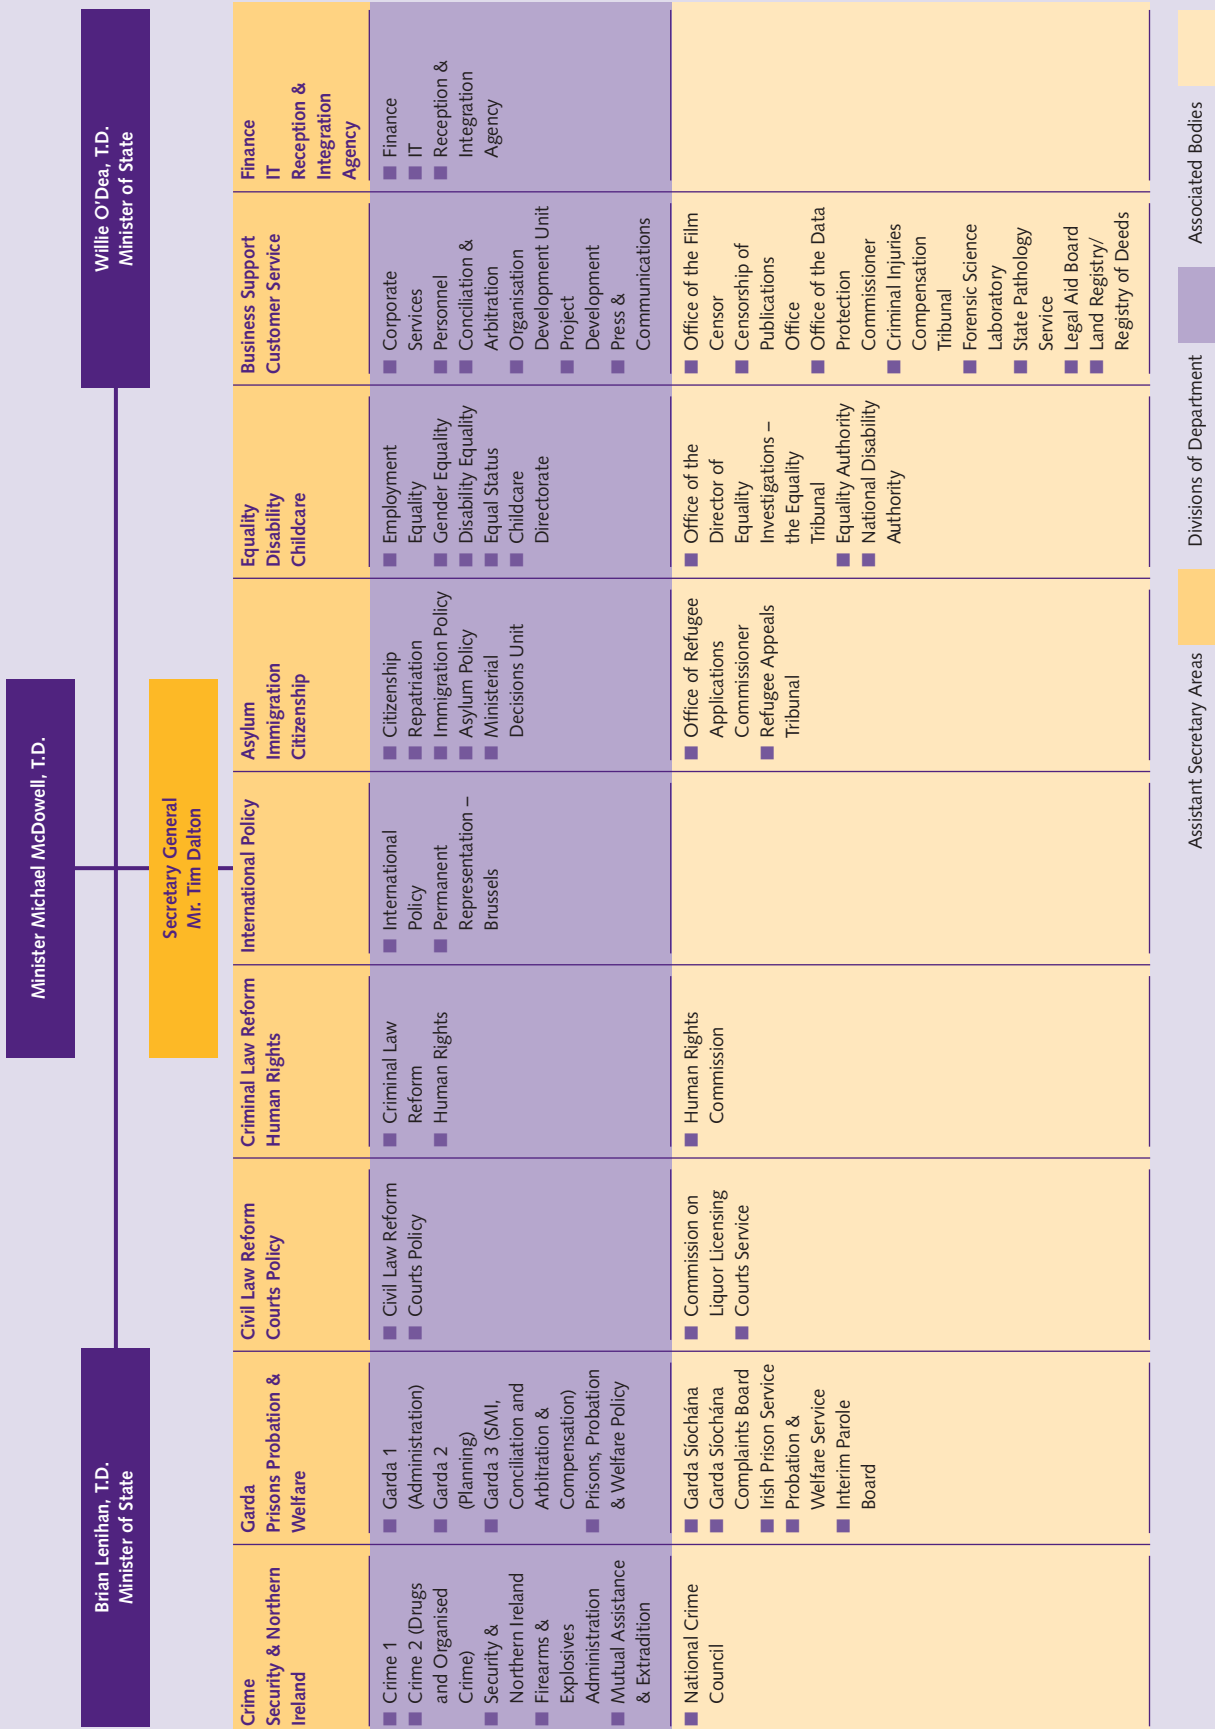 Minister Michael McDowell, T.D.
Brian Lenihan, T.D.
Minister of State
Willie O'Dea, T.D.
Minister of State
Secretary General
Mr. Tim Dalton
Crime
Security & Northern
Ireland
Garda
Prisons Probation &
Welfare
Civil Law Reform
Courts Policy
Criminal Law Reform
Human Rights
International Policy
Asylum
Immigration
Citizenship
Equality
Disability
Childcare
Business Support
Customer Service
Finance
IT
Reception &
Integration
Agency
Crime 1
Crime 2 (Drugs
and Organised
Crime)
Security &
Northern Ireland
Firearms &
Explosives
Administration
Mutual Assistance
& Extradition
Garda 1
(Administration)
Garda 2
(Planning)
Garda 3 (SMI,
Conciliation and
Arbitration &
Compensation)
Prisons, Probation
& Welfare Policy
Civil Law Reform
Courts Policy
Criminal Law
Reform
Human Rights
International
Policy
Permanent
Representation –
Brussels
Citizenship
Repatriation
Immigration Policy
Asylum Policy
Ministerial
Decisions Unit
Employment
Equality
Gender Equality
Disability Equality
Equal Status
Childcare
Directorate
Corporate
Services
Personnel
Conciliation &
Arbitration
Organisation
Development Unit
Project
Development
Press &
Communications
Finance
IT
Reception &
Integration
Agency
National Crime
Council
Garda Síochána
Garda Síochána
Complaints Board
Irish Prison Service
Probation &
Welfare Service
Interim Parole
Board
Commission on
Liquor Licensing
Courts Service
Human Rights
Commission
Office of Refugee
Applications
Commissioner
Refugee Appeals
Tribunal
Office of the
Director of
Equality
Investigations –
the Equality
Tribunal
Equality Authority
National Disability
Authority
Office of the Film
Censor
Censorship of
Publications
Office
Office of the Data
Protection
Commissioner
Criminal Injuries
Compensation
Tribunal
Forensic Science
Laboratory
State Pathology
Service
Legal Aid Board
Land Registry/
Registry of Deeds
Assistant Secretary Areas
Divisions of Department
Associated Bodies